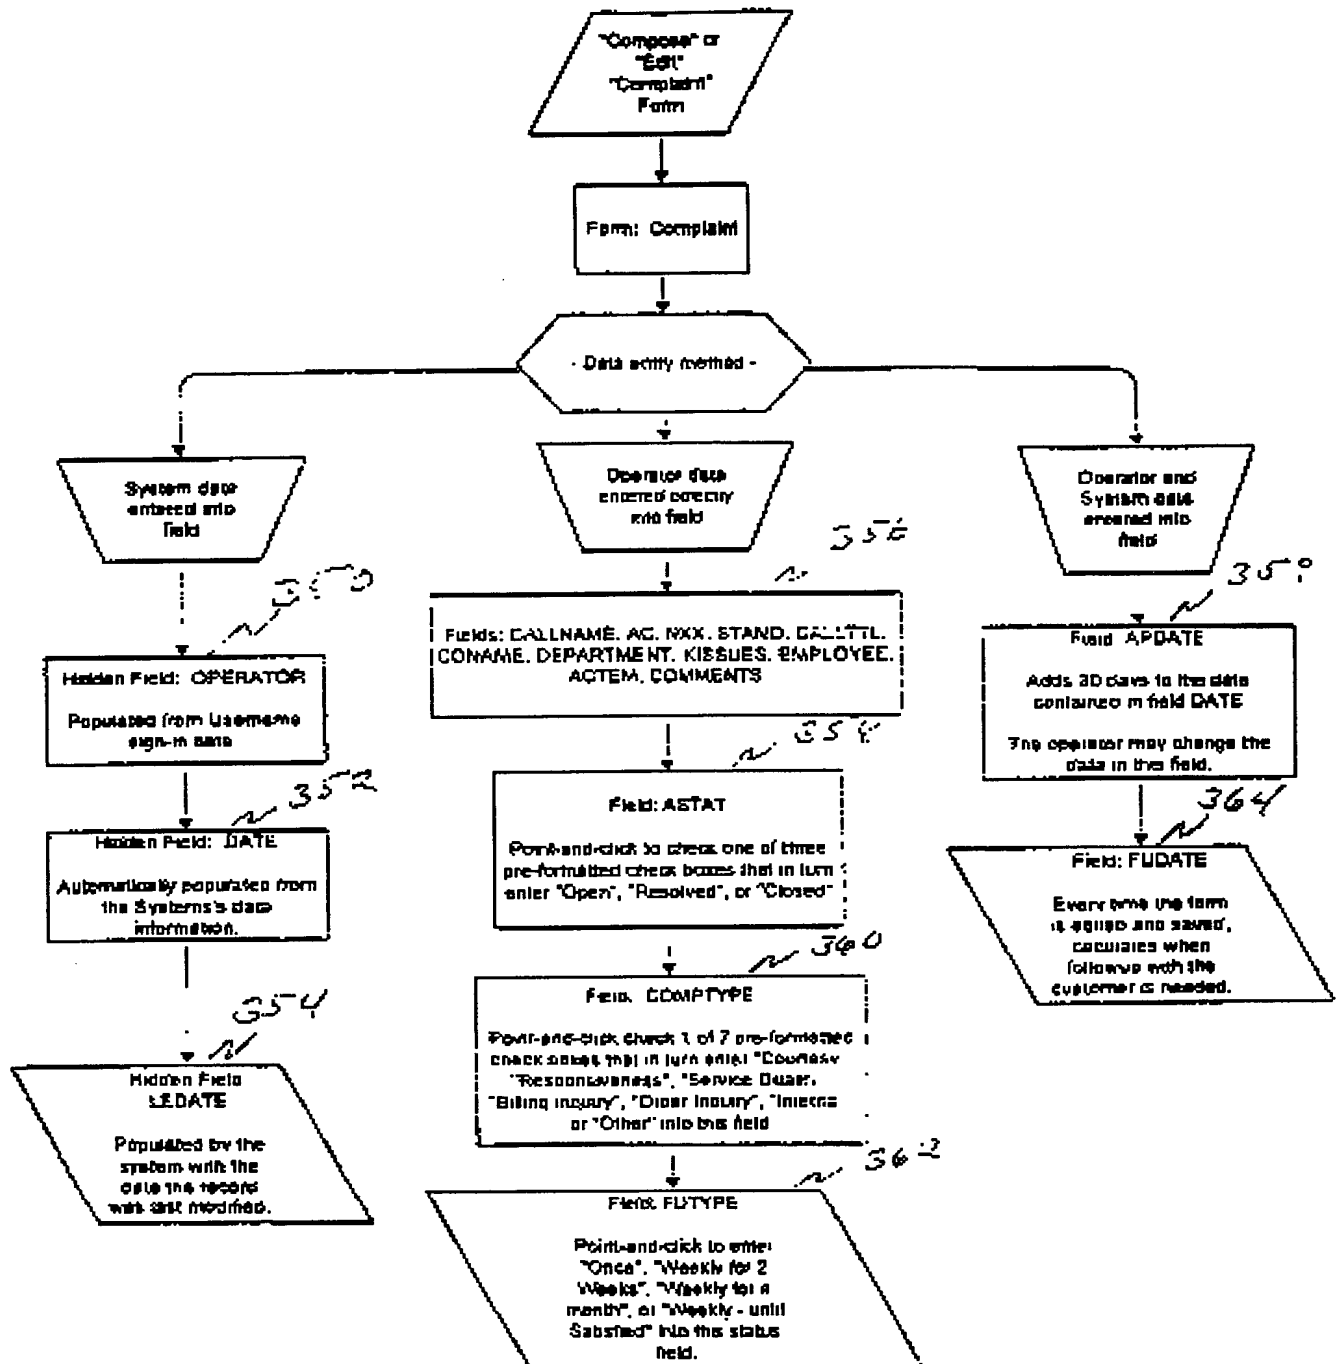 "Compose" or
"Edit"
"Complaint"
Form
Form: Complaint
- Data entry method -
System data
entered into
field
Operator data
entered directly
into field
Operator and
System data
entered into
field
350
356
358
Hidden Field: OPERATOR
Populated from Username
sign-in data
Fields: CALLNAME, AC, NXX, STAND, CALLTTL,
CONAME, DEPARTMENT, KISSUES, EMPLOYEE,
ACTEM, COMMENTS
Field: APDATE
Adds 30 days to the date
contained in field DATE
The operator may change the
data in this field.
352
Hidden Field: DATE
Automatically populated from
the Systems's data
information.
Field: ASTAT
Point-and-click to check one of three
pre-formatted check boxes that in turn
enter "Open", "Resolved", or "Closed"
364
Field: FUDATE
Every time the form
is edited and saved,
calculates when
followup with the
customer is needed.
354
Hidden Field
LEDATE
Populated by the
system with the
date the record
was last modified.
360
Field: COMPTYPE
Point-and-click check 1 of 7 pre-formatted
check boxes that in turn enter "Courtesy
"Responsiveness", "Service Quality
"Billing Inquiry", "Order Inquiry", "Interna
or "Other" into this field
362
Field: FUTYPE
Point-and-click to enter
"Once", "Weekly for 2
Weeks", "Weekly for a
month", or "Weekly - until
Satisfied" into this status
field.